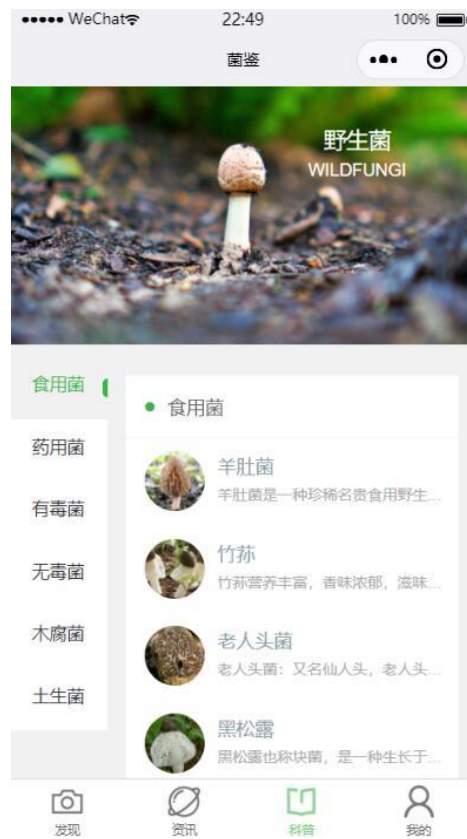 WeChat
22:49
100%
菌鉴
野生菌
WILDFUNGI
食用菌
药用菌
有毒菌
无毒菌
木腐菌
土生菌
食用菌
羊肚菌
羊肚菌是一种珍稀名贵食用野生...
竹荪
竹荪营养丰富，香味浓郁，滋味...
老人头菌
老人头菌：又名仙人头，老人头...
黑松露
黑松露也称块菌，是一种生长于...
发现
资讯
科普
我的